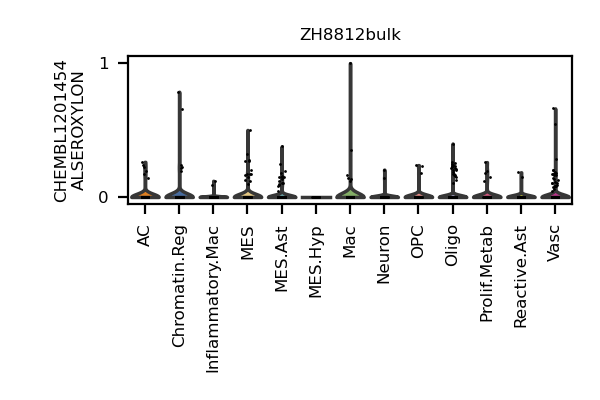 ZH8812bulk
CHEMBL1201454
ALSEROXYLON
1
0
AC
Chromatin.Reg
Inflammatory.Mac
MES
MES.Ast
MES.Hyp
Mac
Neuron
OPC
Oligo
Prolif.Metab
Reactive.Ast
Vasc